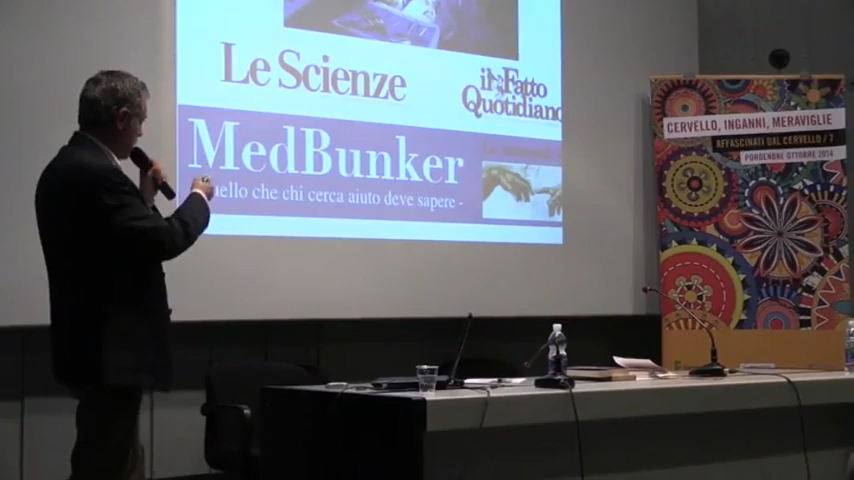 Le Scienze
il Fatto
Quotidiano
MedBunker
ello che chi cerca aiuto deve sapere -
CERVELLO, INGANNI, MERAVIGLIE
AFFASCINATI DAL CERVELLO / 7
PORDENONE, OTTOBRE 2014